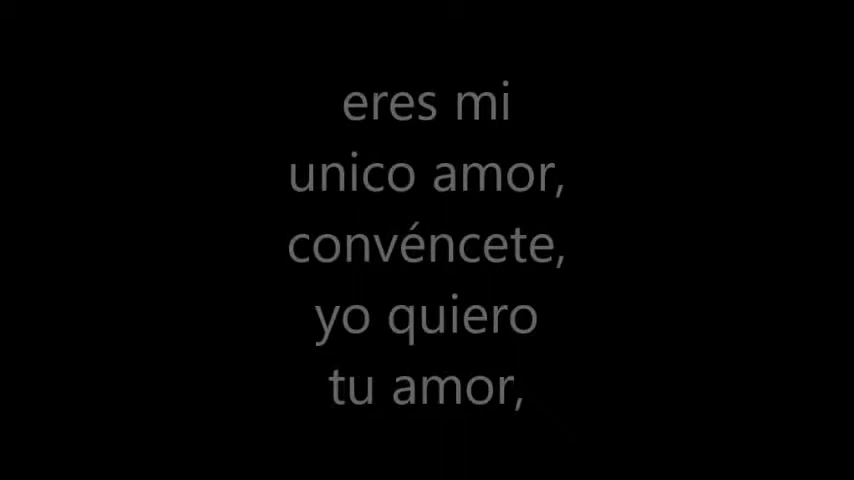 eres mi
unico amor,
convéncete,
yo quiero
tu amor,